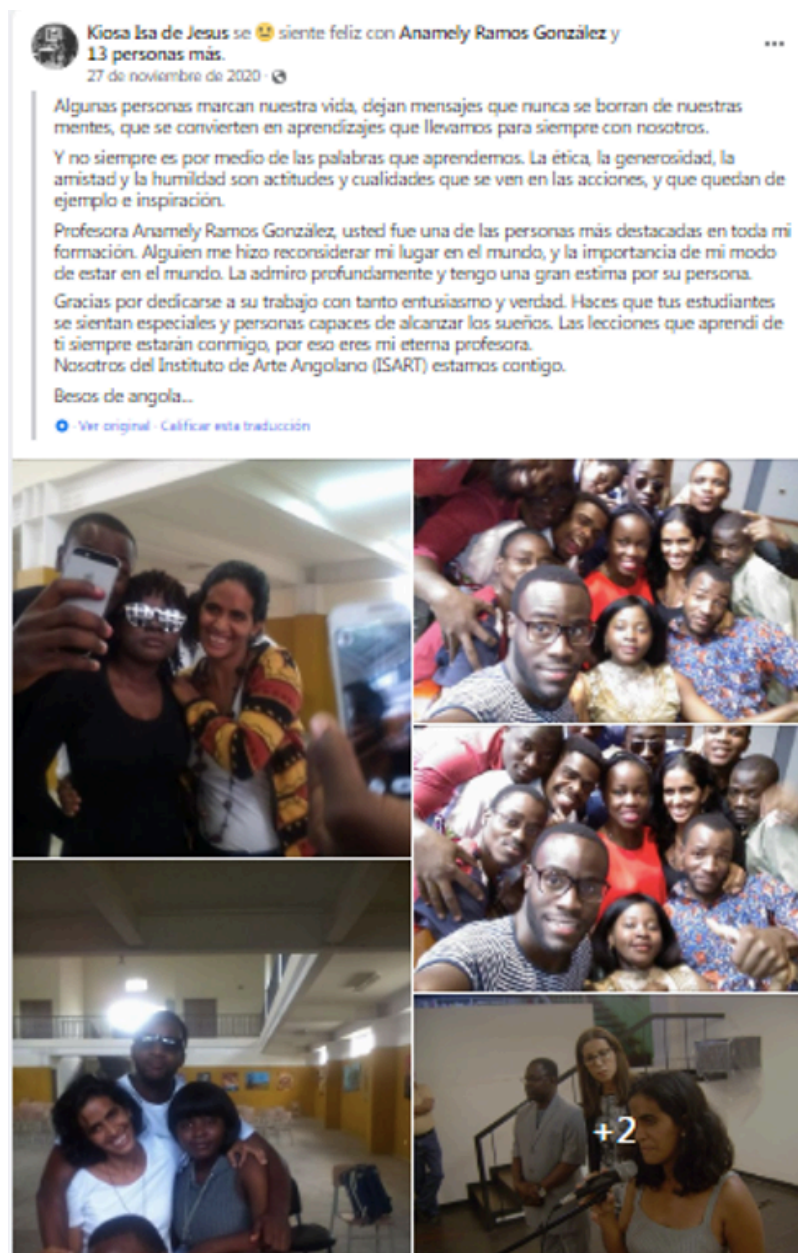 Kiosa Isa de Jesus se siente feliz con Anamely Ramos González y
13 personas más.
27 de noviembre de 2020 ·
Algunas personas marcan nuestra vida, dejan mensajes que nunca se borran de nuestras
mentes, que se convierten en aprendizajes que llevamos para siempre con nosotros.
Y no siempre es por medio de las palabras que aprendemos. La ética, la generosidad, la
amistad y la humildad son actitudes y cualidades que se ven en las acciones, y que quedan de
ejemplo e inspiración.
Profesora Anamely Ramos González, usted fue una de las personas más destacadas en toda mi
formación. Alguien me hizo reconsiderar mi lugar en el mundo, y la importancia de mi modo
de estar en el mundo. La admiro profundamente y tengo una gran estima por su persona.
Gracias por dedicarse a su trabajo con tanto entusiasmo y verdad. Haces que tus estudiantes
se sientan especiales y personas capaces de alcanzar los sueños. Las lecciones que aprendi de
ti siempre estarán conmigo, por eso eres mi eterna profesora.
Nosotros del Instituto de Arte Angolano (ISART) estamos contigo.
Besos de angola...
· Ver original · Calificar esta traducción
+2